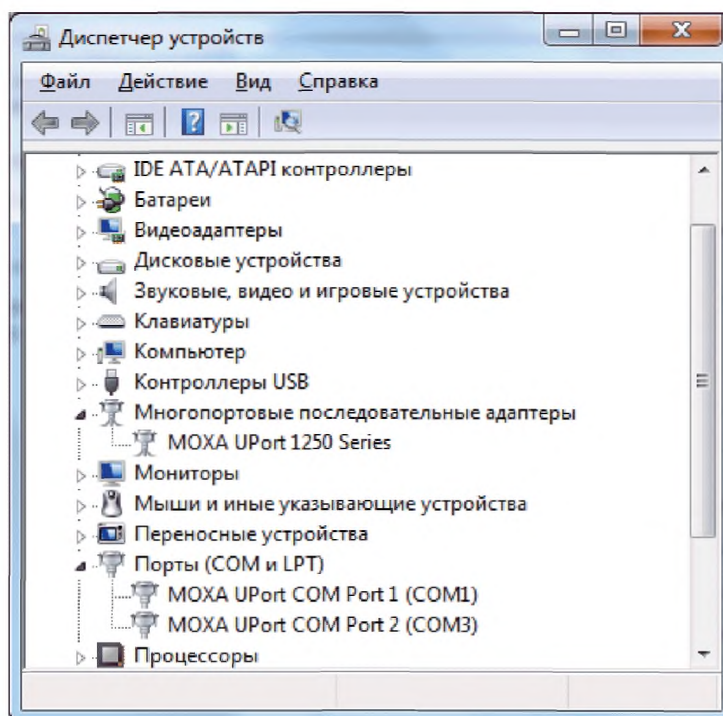 Диспетчер устройств
Файл Действие Вид Справка
IDE ATA/ATAPI контроллеры
Батареи
Видеоадаптеры
Дисковые устройства
Звуковые, видео и игровые устройства
Клавиатуры
Компьютер
Контроллеры USB
Многопортовые последовательные адаптеры
MOXA UPort 1250 Series
Мониторы
Мыши и иные указывающие устройства
Переносные устройства
Порты (COM и LPT)
MOXA UPort COM Port 1 (COM1)
MOXA UPort COM Port 2 (COM3)
Процессоры